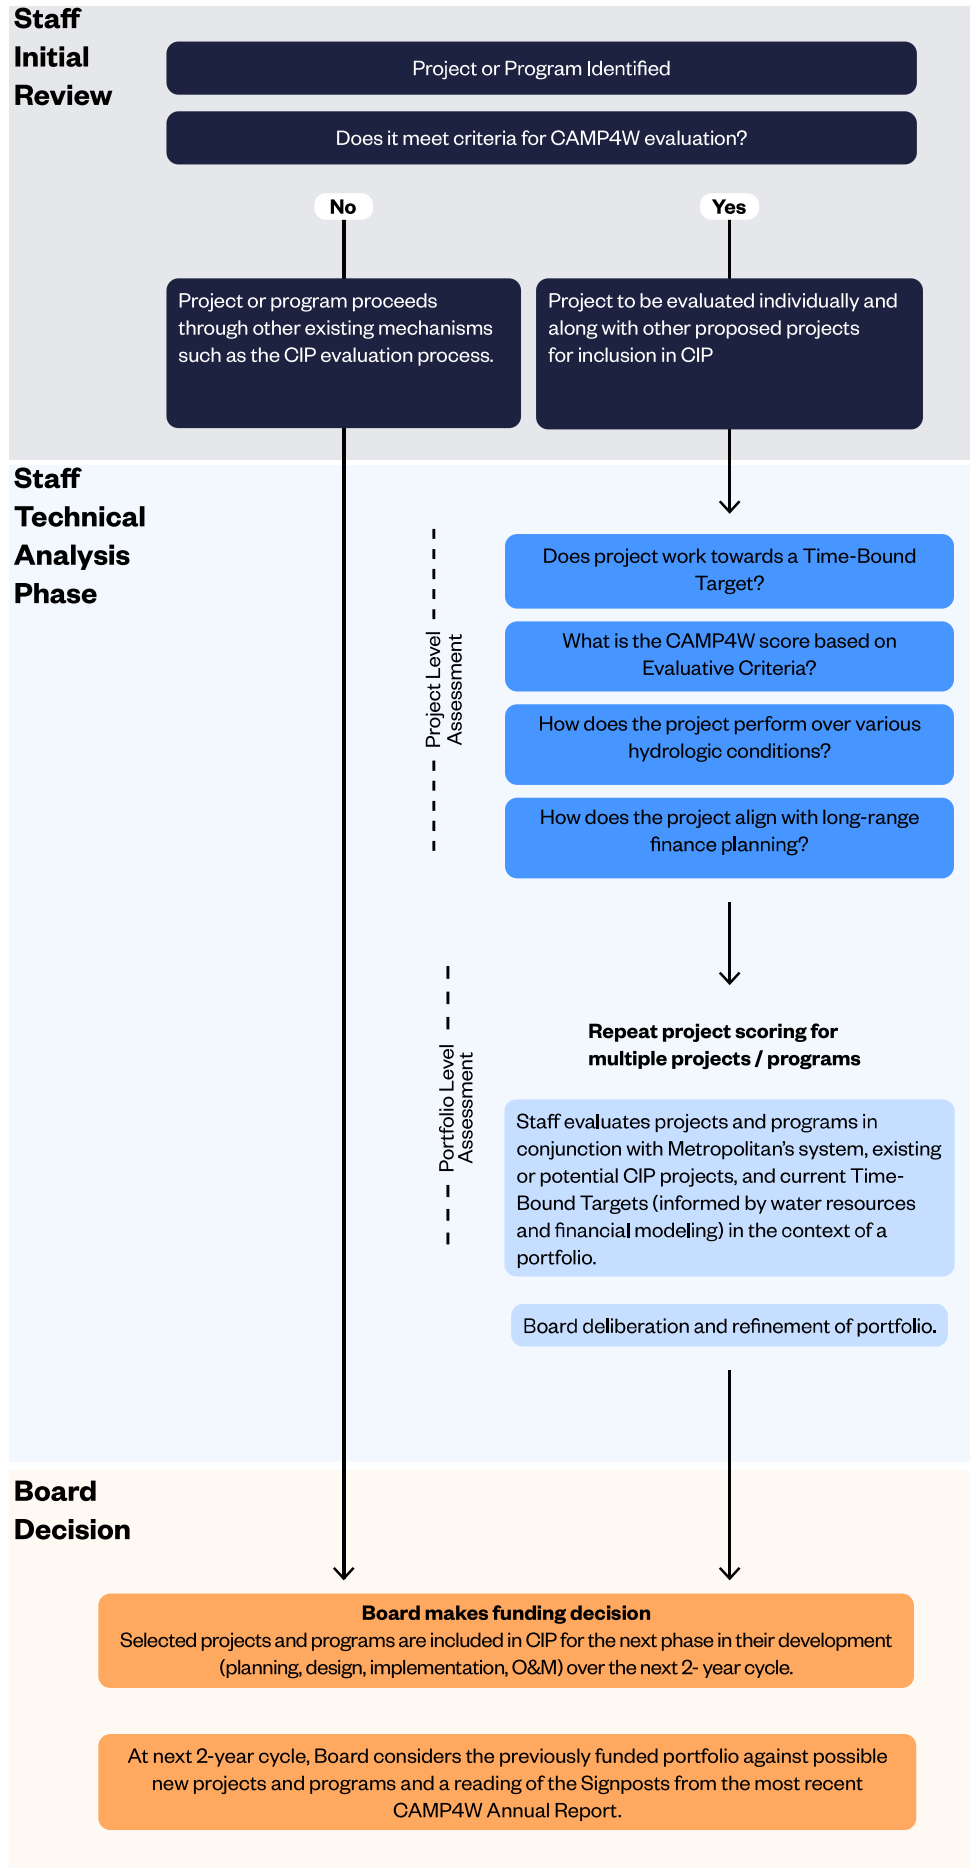 Staff
Initial
Review
Project or Program Identified
Does it meet criteria for CAMP4W evaluation?
No
Yes
Project or program proceeds
through other existing mechanisms
such as the CIP evaluation process.
Project to be evaluated individually and
along with other proposed projects
for inclusion in CIP
Staff
Technical
Analysis
Phase
Project Level
Assessment
Does project work towards a Time-Bound
Target?
What is the CAMP4W score based on
Evaluative Criteria?
How does the project perform over various
hydrologic conditions?
How does the project align with long-range
finance planning?
Portfolio Level
Assessment
Repeat project scoring for
multiple projects / programs
Staff evaluates projects and programs in
conjunction with Metropolitan's system, existing
or potential CIP projects, and current Time-
Bound Targets (informed by water resources
and financial modeling) in the context of a
portfolio.
Board deliberation and refinement of portfolio.
Board
Decision
Board makes funding decision
Selected projects and programs are included in CIP for the next phase in their development
(planning, design, implementation, O&M) over the next 2- year cycle.
At next 2-year cycle, Board considers the previously funded portfolio against possible
new projects and programs and a reading of the Signposts from the most recent
CAMP4W Annual Report.